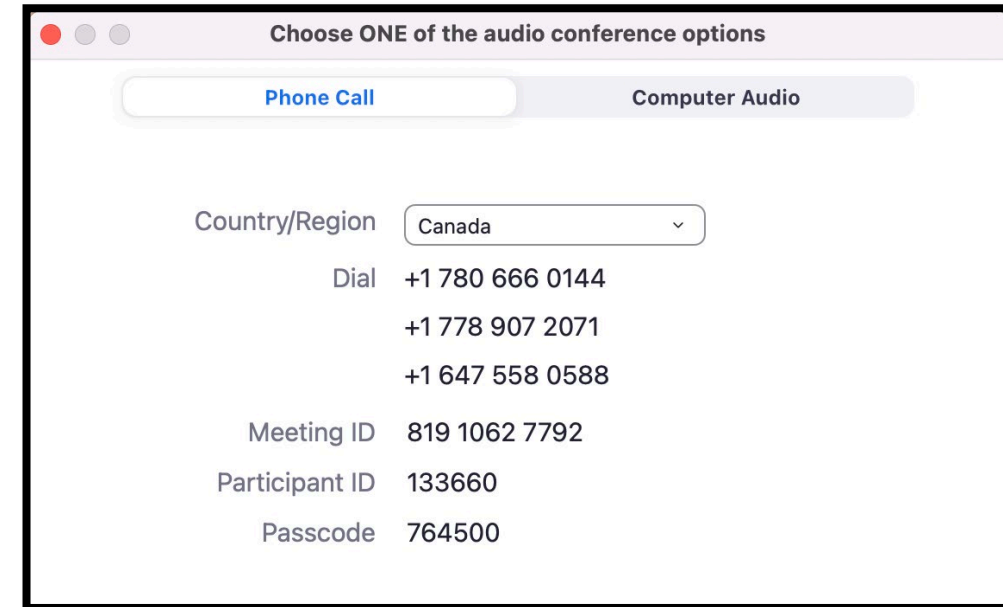 Choose ONE of the audio conference options
Phone Call Computer Audio
Country/Region Canada
Dial +1 780 666 0144
+1 778 907 2071
+1 647 558 0588
Meeting ID 819 1062 7792
Participant ID 133660
Passcode 764500